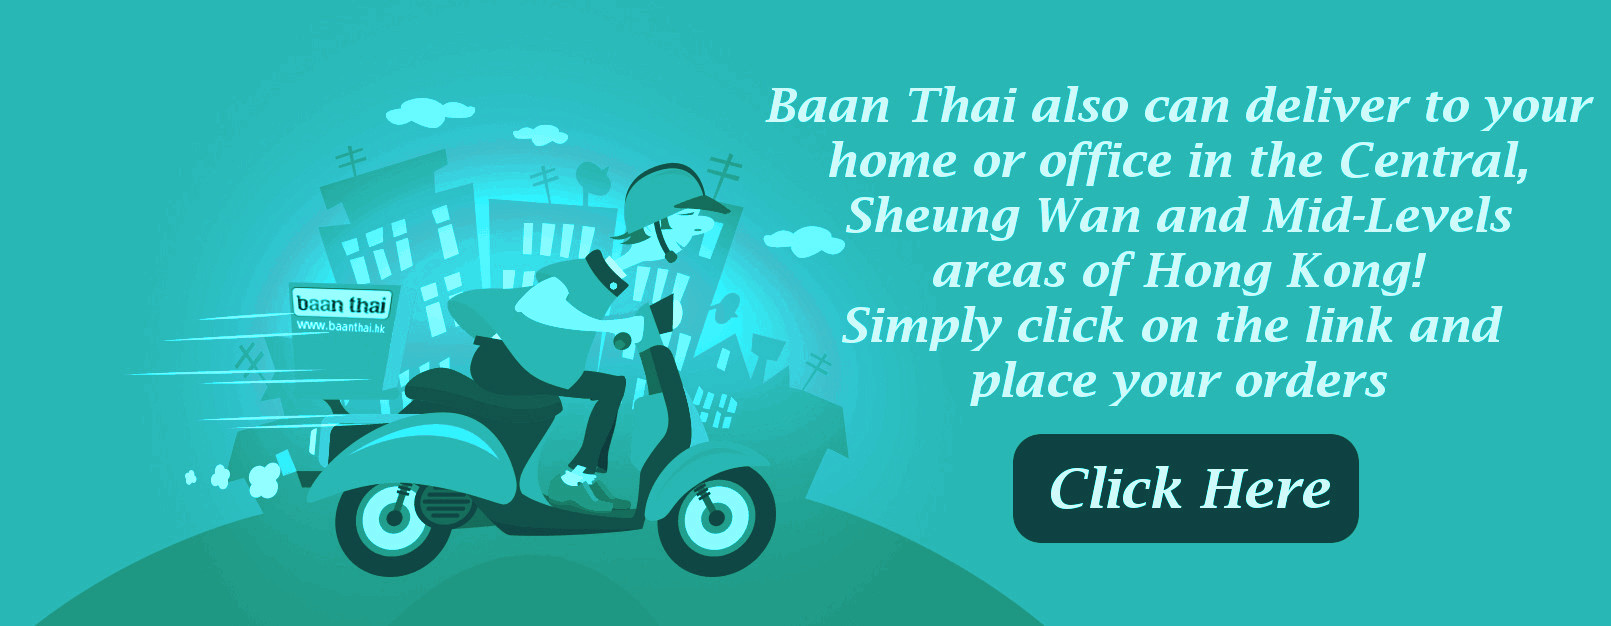 Baan Thai also can deliver to your
home or office in the Central,
Sheung Wan and Mid-Levels
areas of Hong Kong!
Simply click on the link and
place your orders
Click Here
baan thai
www.baanthai.hk